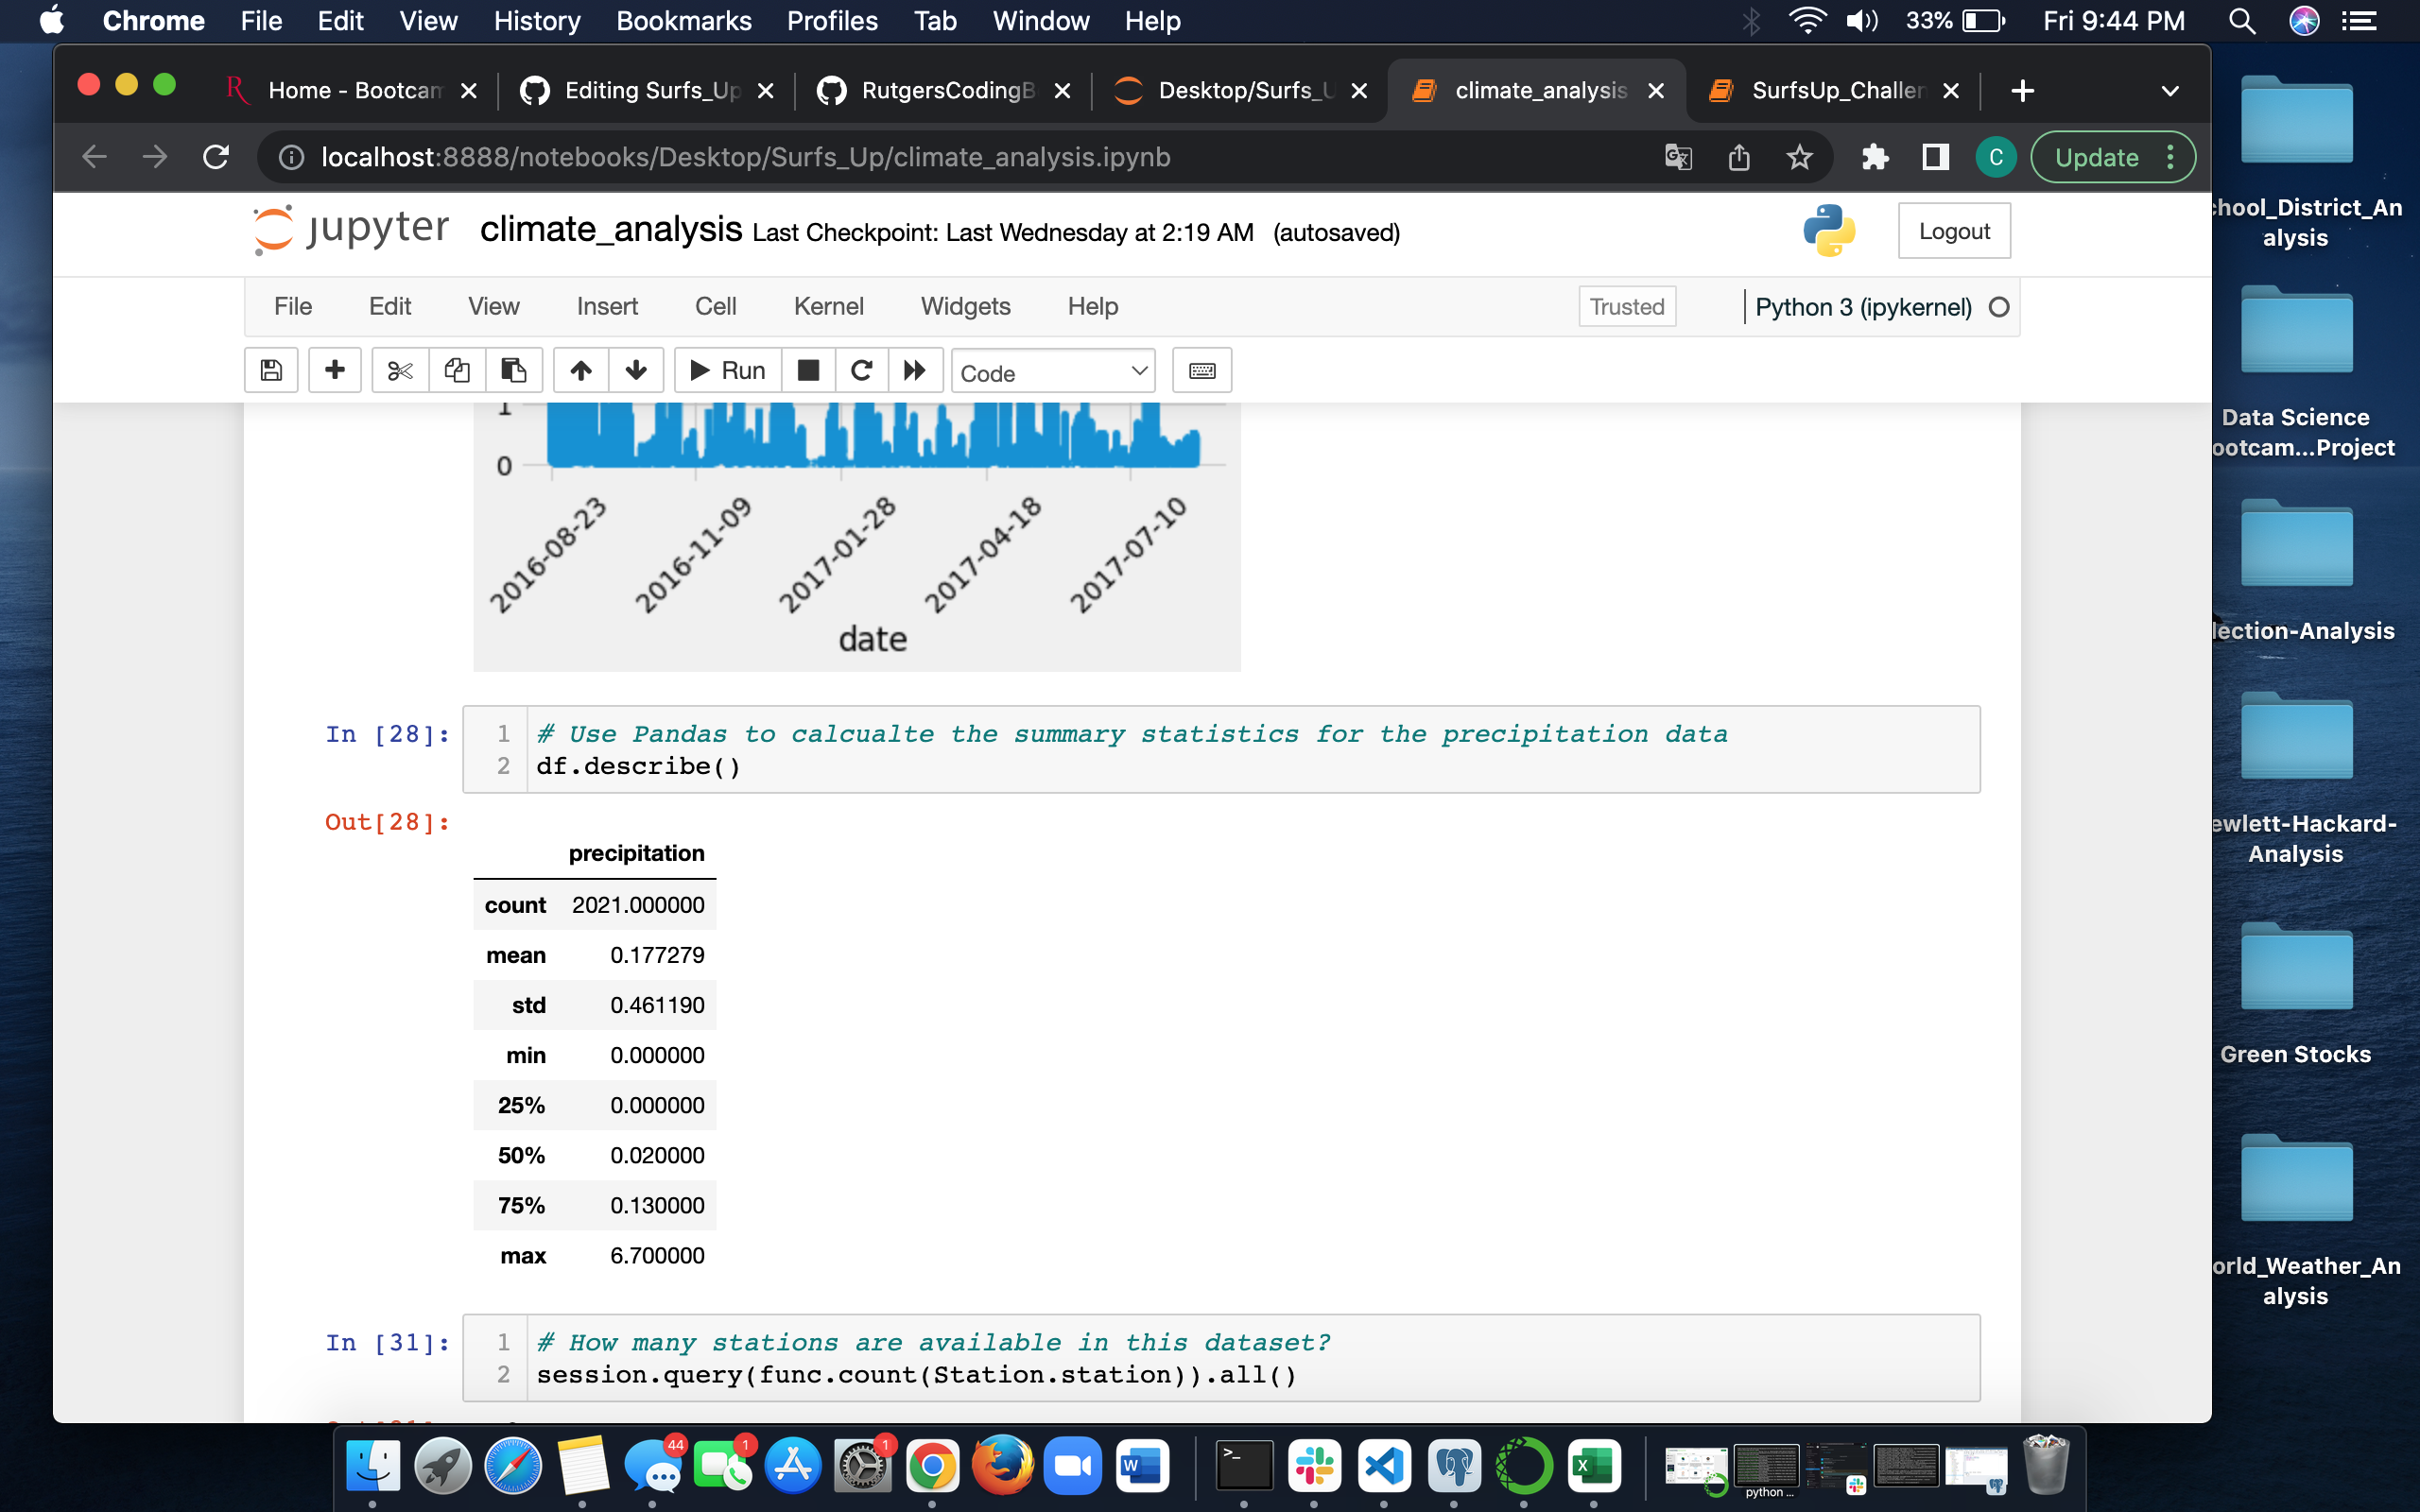 Chrome File Edit View History Bookmarks Profiles Tab Window Help 33% Fri 9:44 PM
Home - Bootcam Editing Surfs_Up RutgersCodingB Desktop/Surfs_U climate_analysis SurfsUp_Challen
localhost:8888/notebooks/Desktop/Surfs_Up/climate_analysis.ipynb C Update
jupyter climate_analysis Last Checkpoint: Last Wednesday at 2:19 AM (autosaved) Logout
File Edit View Insert Cell Kernel Widgets Help Trusted Python 3 (ipykernel)
Run Code
1
0
2016-08-23 2016-11-09 2017-01-28 2017-04-18 2017-07-10
date
In [28]: 1 # Use Pandas to calcualte the summary statistics for the precipitation data
2 df.describe()
Out[28]:
precipitation
count 2021.000000
mean 0.177279
std 0.461190
min 0.000000
25% 0.000000
50% 0.020000
75% 0.130000
max 6.700000
In [31]: 1 # How many stations are available in this dataset?
2 session.query(func.count(Station.station)).all()
chool_District_An
alysis
Data Science
ootcam...Project
lection-Analysis
ewlett-Hackard-
Analysis
Green Stocks
orld_Weather_An
alysis
44 1 1
W
>_
X
python ...